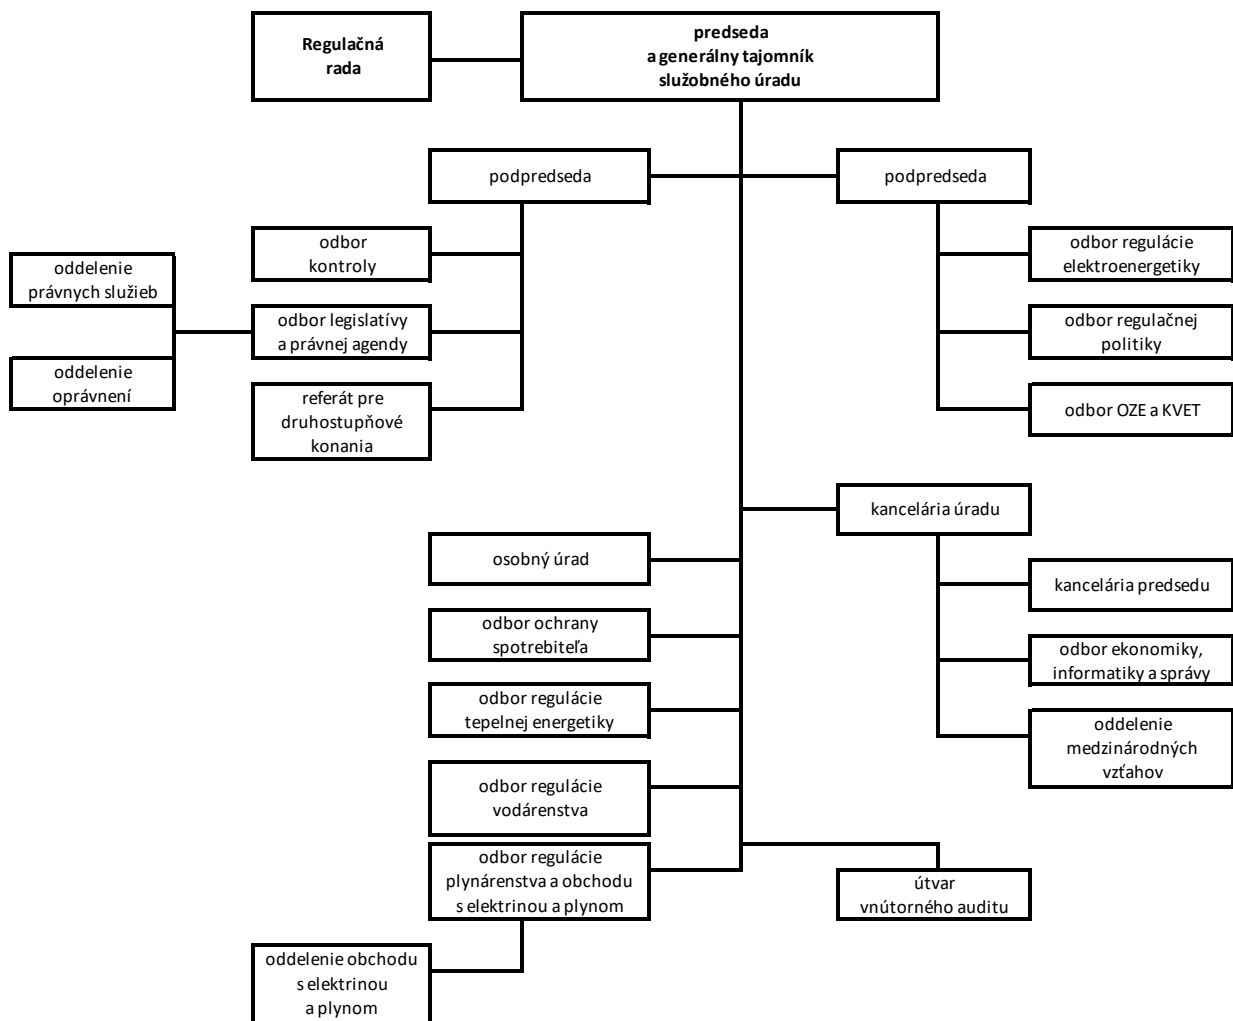 Regulačná
rada
predseda
a generálny tajomník
služobného úradu
podpredseda
podpredseda
odbor
kontroly
oddelenie
právnych služieb
odbor legislatívy
a právnej agendy
oddelenie
oprávnení
referát pre
druhostupňové
konania
odbor regulácie
elektroenergetiky
odbor regulačnej
politiky
odbor OZE a KVET
kancelária úradu
osobný úrad
kancelária predsedu
odbor ochrany
spotrebiteľa
odbor ekonomiky,
informatiky a správy
odbor regulácie
tepelnej energetiky
oddelenie
medzinárodných
vzťahov
odbor regulácie
vodárenstva
odbor regulácie
plynárenstva a obchodu
s elektrinou a plynom
útvar
vnútorného auditu
oddelenie obchodu
s elektrinou
a plynom